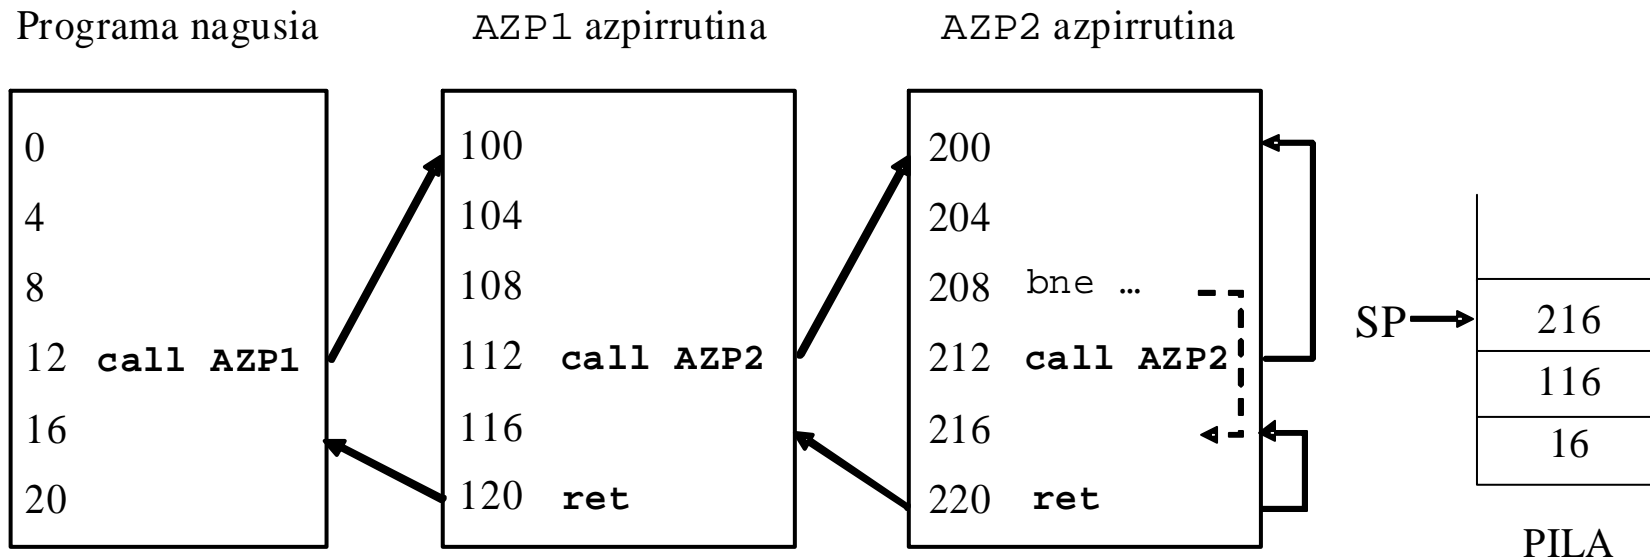 Programa nagusia
AZP1 azpirrutina
AZP2 azpirrutina
0
4
8
12 call AZP1
16
20
100
104
108
112 call AZP2
116
120 ret
200
204
208 bne …
212 call AZP2
216
220 ret
SP
216
116
16
PILA